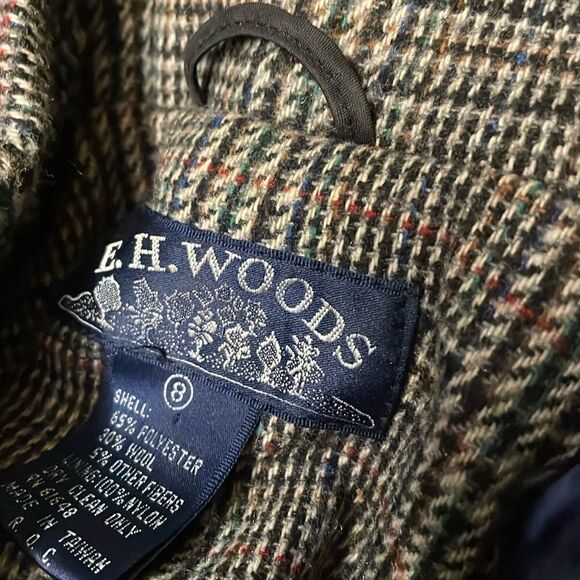 E.H.WOODS
8
SHELL:
65% POLYESTER
30% WOOL
5% OTHER FIBERS
LINING:100%NYLON
DRY CLEAN ONLY
RN 61648
MADE IN TAIWAN
R. O. C.